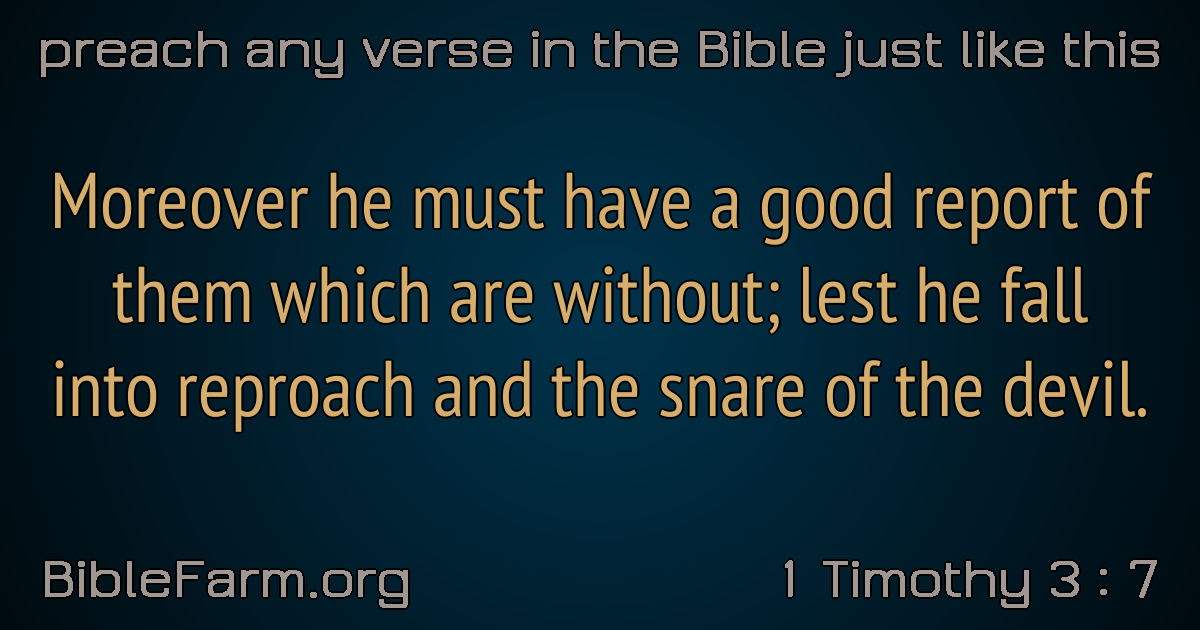 preach any verse in the Bible just like this
Moreover he must have a good report of
them which are without; lest he fall
into reproach and the snare of the devil.
BibleFarm.org
1 Timothy 3 : 7